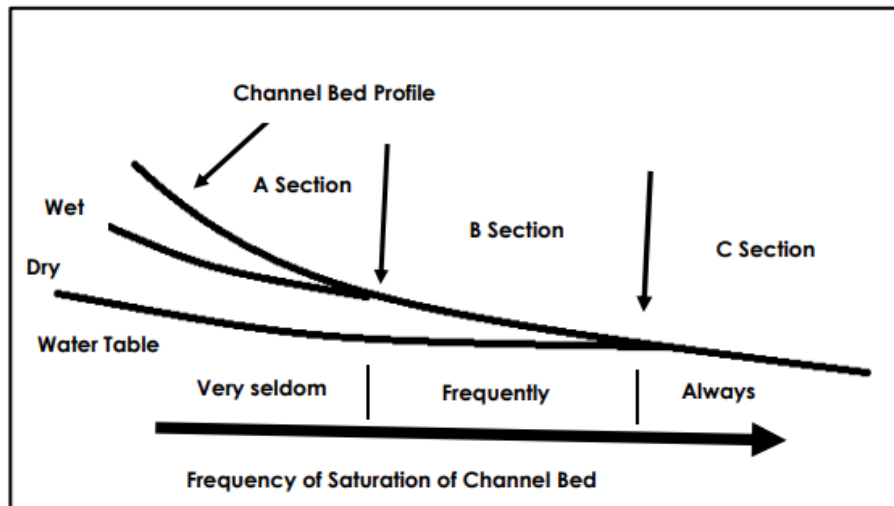 Channel Bed Profile
A Section
Wet
B Section
C Section
Dry
Water Table
Very seldom
Frequently
Always
Frequency of Saturation of Channel Bed